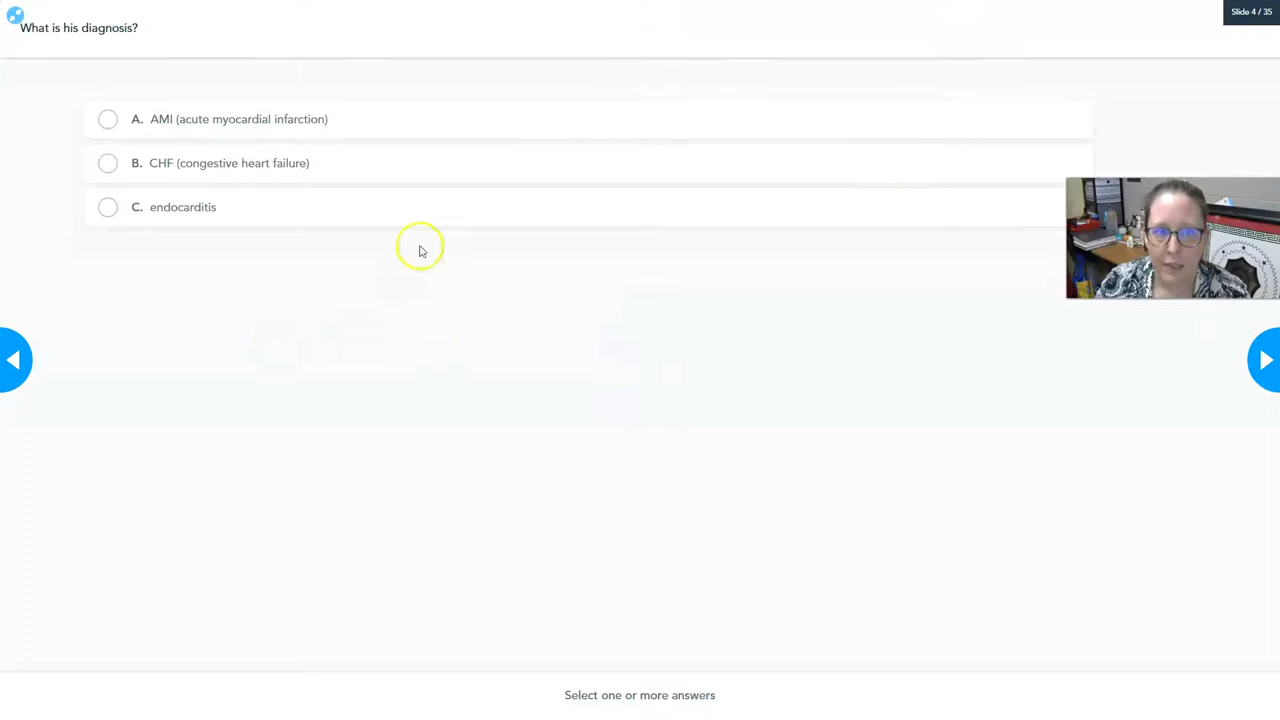 Slide 4 / 35
What is his diagnosis?
A. AMI (acute myocardial infarction)
B. CHF (congestive heart failure)
C. endocarditis
Select one or more answers